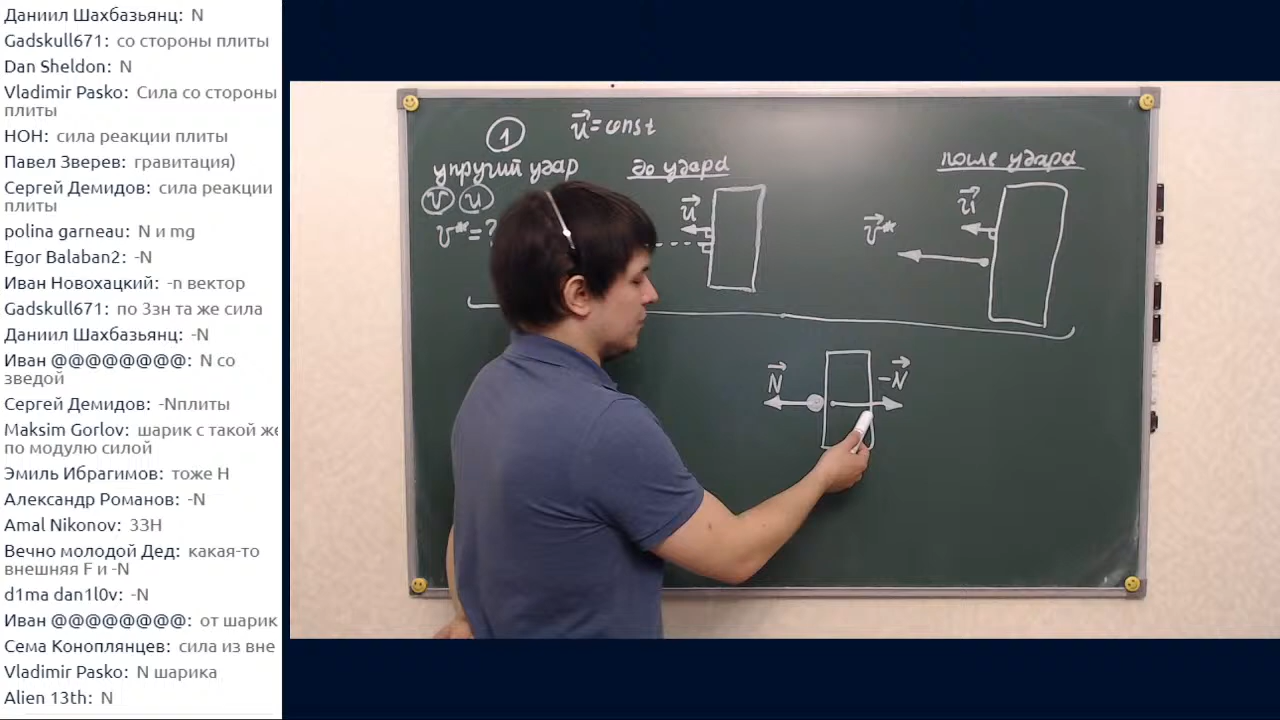 Даниил Шахбазьянц: N
Gadskull671: со стороны плиты
Dan Sheldon: N
Vladimir Pasko: Сила со стороны
плиты
НОН: сила реакции плиты
Павел Зверев: гравитация)
Сергей Демидов: сила реакции
плиты
polina garneau: N и mg
Egor Balaban2: -N
Иван Новохацкий: -n вектор
Gadskull671: по 3зн та же сила
Даниил Шахбазьянц: -N
Иван @@@@@@@@: N со
зведой
Сергей Демидов: -Nплиты
Maksim Gorlov: шарик с такой же
по модулю силой
Эмиль Ибрагимов: тоже Н
Александр Романов: -N
Amal Nikonov: 33Н
Вечно молодой Дед: какая-то
внешняя F и -N
d1ma dan1l0v: -N
Иван @@@@@@@@: от шарик
Сема Коноплянцев: сила из вне
Vladimir Pasko: N шарика
Alien 13th: N
1
u⃗ = const
упругий удар
v u
v* = ?
до удара
u⃗
после удара
u⃗
v⃗*
N⃗
-N⃗